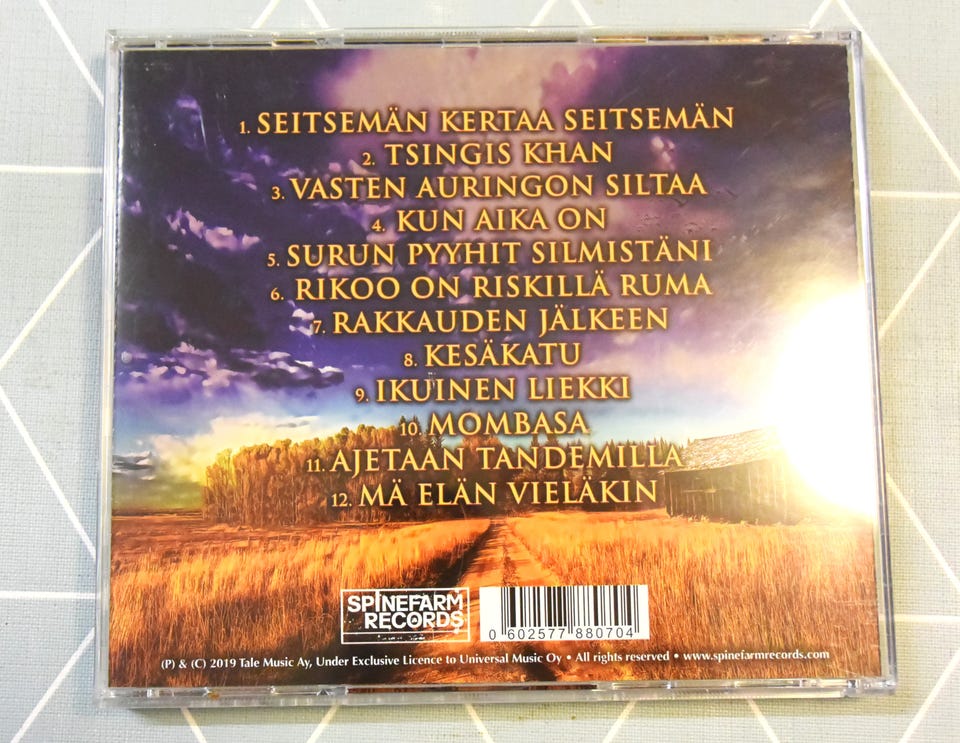 1. SEITSEMÄN KERTAA SEITSEMÄN
2. TSINGIS KHAN
3. VASTEN AURINGON SILTAA
4. KUN AIKA ON
5. SURUN PYYHIT SILMISTÄNI
6. RIKOO ON RISKILLÄ RUMA
7. RAKKAUDEN JÄLKEEN
8. KESÄKATU
9. IKUINEN LIEKKI
10. MOMBASA
11. AJETAAN TANDEMILLA
12. MÄ ELÄN VIELÄKIN
SPINEFARM
RECORDS
0 602577 880704
(P) & (C) 2019 Tale Music Ay, Under Exclusive Licence to Universal Music Oy • All rights reserved • www.spinefarmrecords.com